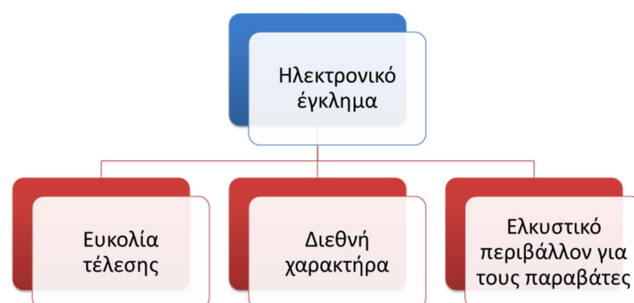 Ηλεκτρονικό
έγκλημα
Ευκολία
τέλεσης
Διεθνή
χαρακτήρα
Ελκυστικό
περιβάλλον για
τους παραβάτες